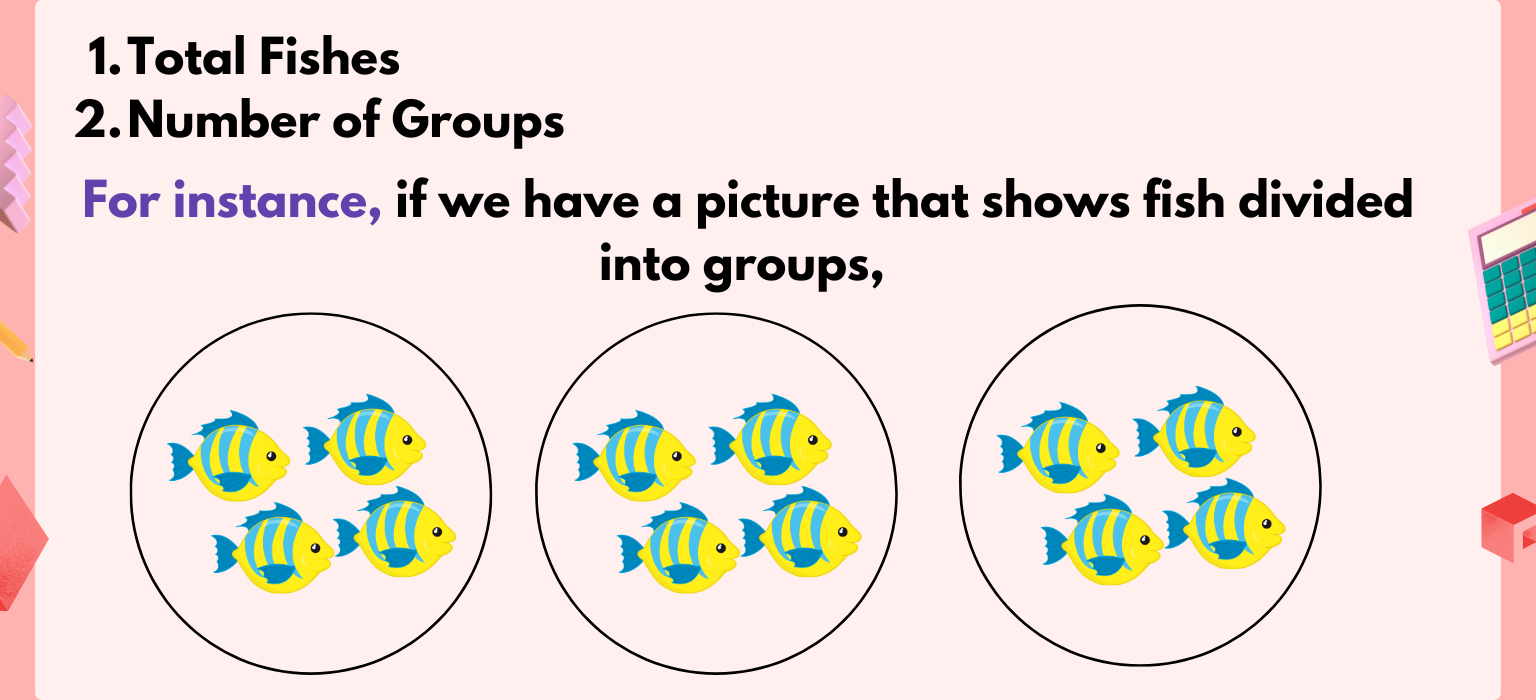 1. Total Fishes
2. Number of Groups
For instance, if we have a picture that shows fish divided
into groups,